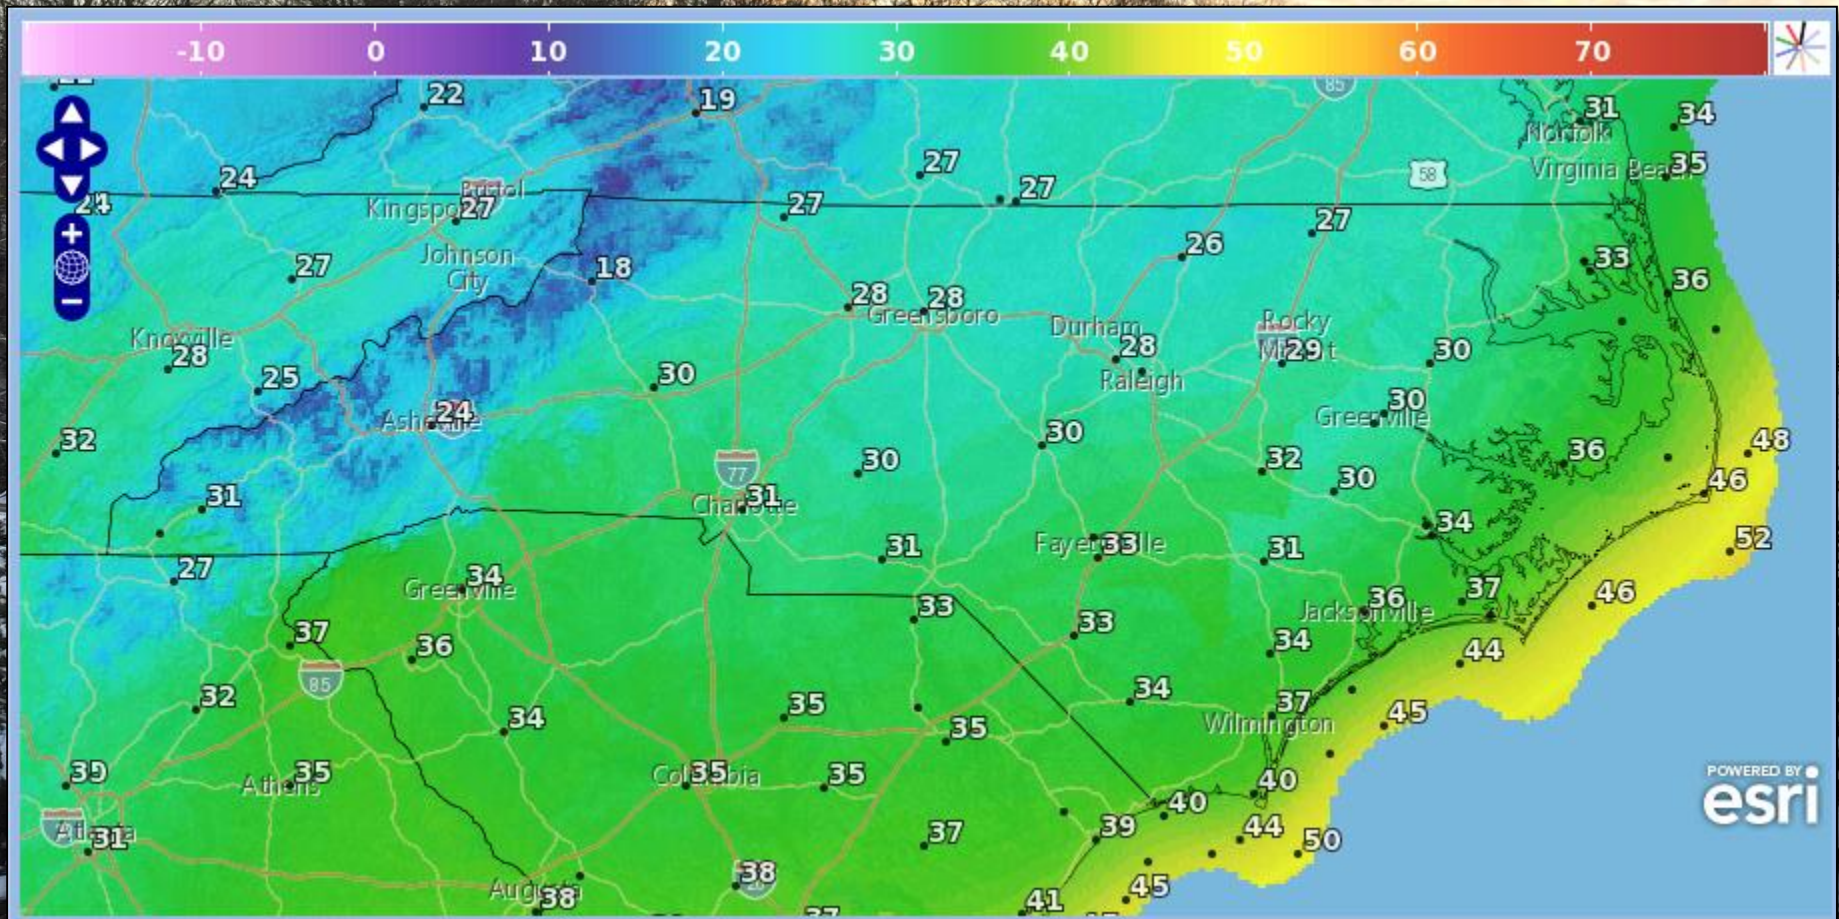 -10 0 10 20 30 40 50 60 70
22 19 85 31 34
Norfolk
27 58 Virginia Beach 35
24 Bristol 27
24 Kingsport 27 27 27
Johnson
City
27 18 26 33 36
28 28
Greensboro
Knoxville Durham Rocky
28 28 Mount 29 30
25 30 Raleigh
24 30
Asheville Greenville
32 30 48
77 30 32 36
31 Charlotte 31 30 46
34
Fayetteville 33 31 31 52
27
34 37 46
Greenville Jacksonville 36
33 33
37 36 34 44
85
32 34 35 34 37 45
Wilmington
35
Athens 35 Columbia 35 35 40
40
Atlanta 31 37 39 44 50
Augusta 38 38 20 41 45
POWERED BY
esri